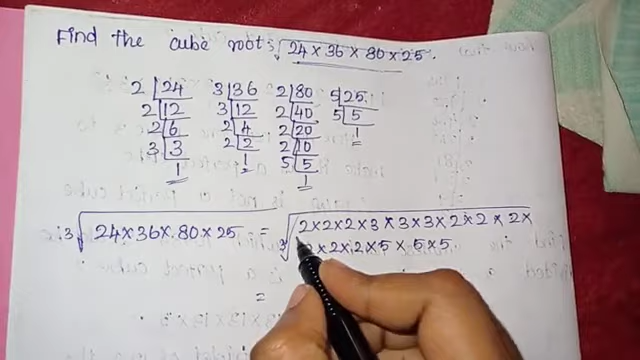 Find the cube root : ³√24 × 36 × 80 × 25.
2 | 24   3 | 36   2 | 80   5 | 25
2 | 12   3 | 12   2 | 40   5 | 5
2 | 6   2 | 4   2 | 20   1
3 | 3   2 | 2   2 | 10
1   1   5 | 5
1
³√24 × 36 × 80 × 25 = ³√2 × 2 × 2 × 3 × 3 × 3 × 2 × 2 × 2 ×
2 × 2 × 2 × 5 × 5 × 5
=